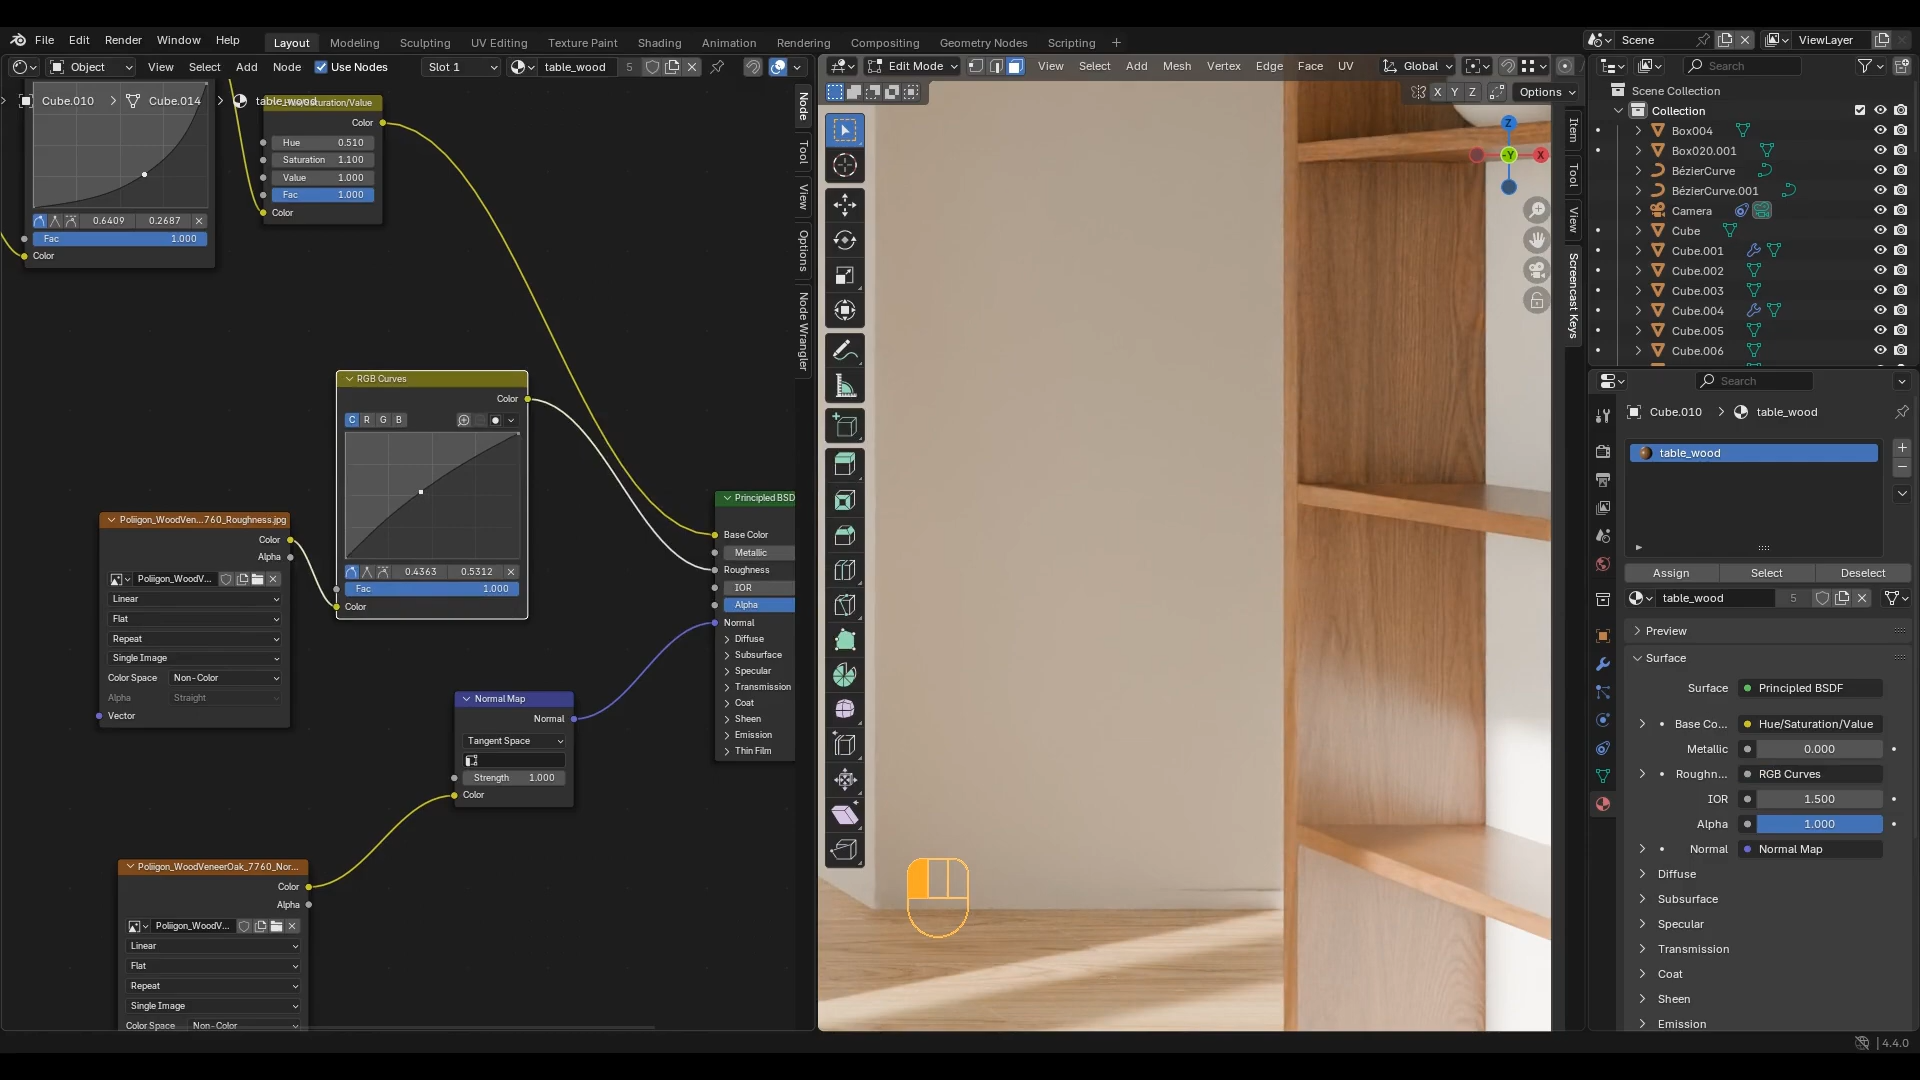 File Edit Render Window Help
Layout Modeling Sculpting UV Editing Texture Paint Shading Animation Rendering Compositing Geometry Nodes Scripting +
Scene ViewLayer
Object View Select Add Node Use Nodes Slot 1 table_wood 5
Edit Mode View Select Add Mesh Vertex Edge Face UV Global
Search
X Y Z Options
Cube.010 > Cube.014 > table_wood
Color
Hue 0.510
Saturation 1.100
Value 1.000
Fac 1.000
Color
0.6409 0.2687
Fac 1.000
Color
Node
Tool
View
Options
Node Wrangler
RGB Curves
Color
C R G B
0.4363 0.5312
Fac 1.000
Color
Poliigon_WoodVen...760_Roughness.jpg
Color
Alpha
Poliigon_WoodV...
Linear
Flat
Repeat
Single Image
Color Space Non-Color
Alpha Straight
Vector
Normal Map
Normal
Tangent Space
Strength 1.000
Color
Poliigon_WoodVeneerOak_7760_Nor...
Color
Alpha
Poliigon_WoodV...
Linear
Flat
Repeat
Single Image
Color Space Non-Color
Principled BSD
Base Color
Metallic
Roughness
IOR
Alpha
Normal
Diffuse
Subsurface
Specular
Transmission
Coat
Sheen
Emission
Thin Film
Z
-Y X
Item
Tool
View
Screencast Keys
Scene Collection
Collection
Box004
Box020.001
BézierCurve
BézierCurve.001
Camera
Cube
Cube.001
Cube.002
Cube.003
Cube.004
Cube.005
Cube.006
Search
Cube.010 > table_wood
table_wood
Assign Select Deselect
table_wood 5
Preview
Surface
Surface Principled BSDF
Base Co... Hue/Saturation/Value
Metallic 0.000
Roughn... RGB Curves
IOR 1.500
Alpha 1.000
Normal Normal Map
Diffuse
Subsurface
Specular
Transmission
Coat
Sheen
Emission
4.4.0